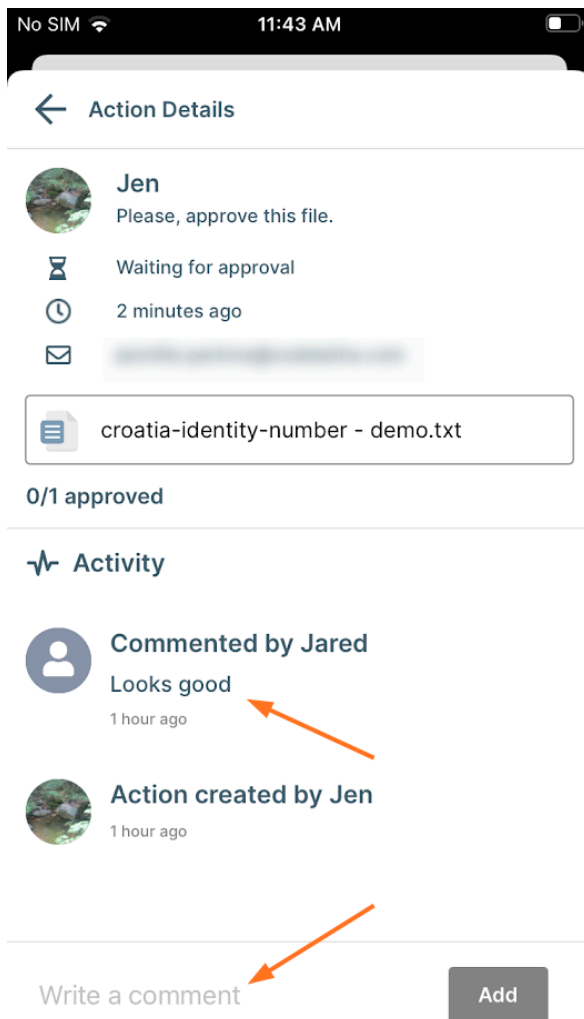 No SIM 11:43 AM
Action Details
Jen
Please, approve this file.
Waiting for approval
2 minutes ago
croatia-identity-number - demo.txt
0/1 approved
Activity
Commented by Jared
Looks good
1 hour ago
Action created by Jen
1 hour ago
Write a comment
Add